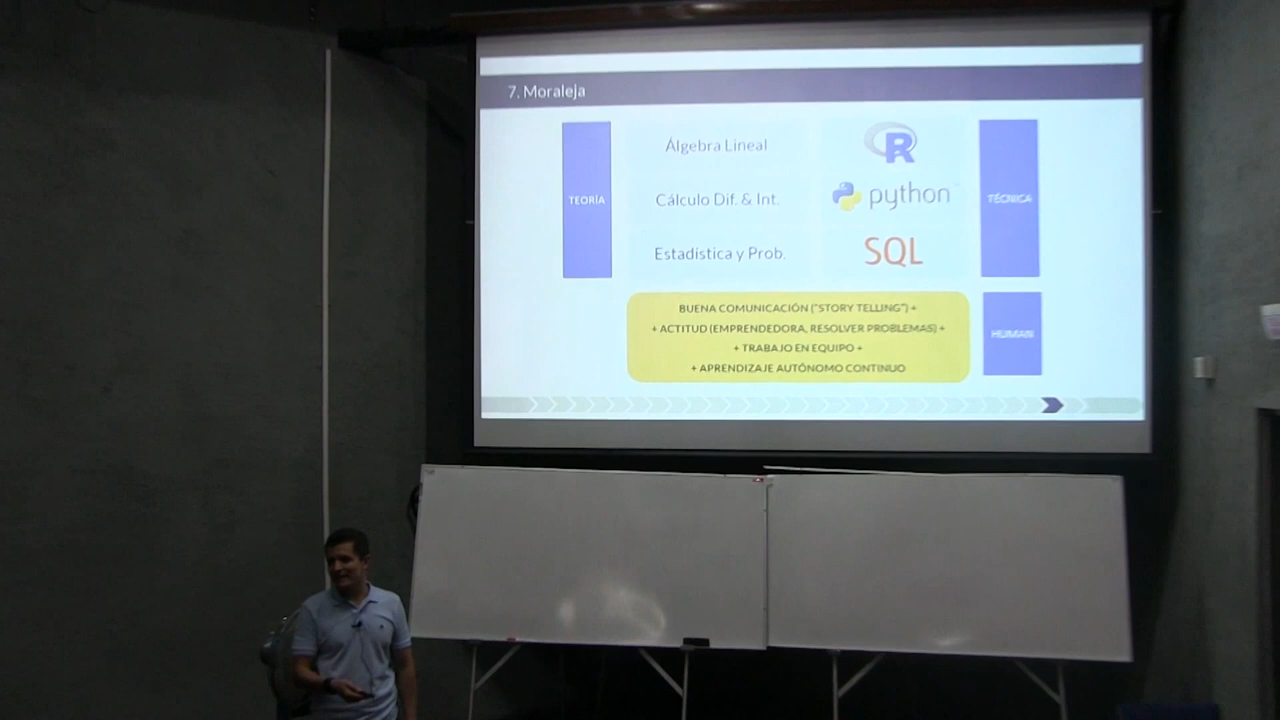 7. Moraleja
TEORÍA
Álgebra Lineal
Cálculo Dif. & Int.
Estadística y Prob.
R
python
SQL
TÉCNICA
BUENA COMUNICACIÓN ("STORY TELLING") +
+ ACTITUD (EMPRENDEDORA, RESOLVER PROBLEMAS) +
+ TRABAJO EN EQUIPO +
+ APRENDIZAJE AUTÓNOMO CONTINUO
HUMAN